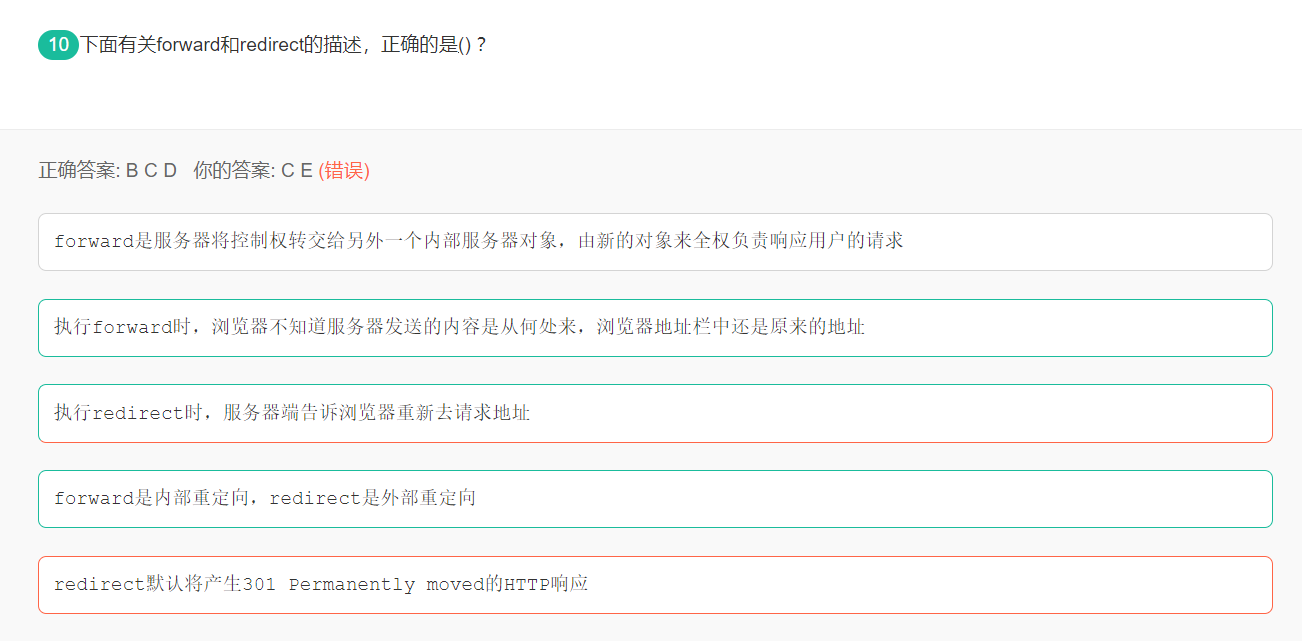 10 下面有关forward和redirect的描述，正确的是()？
正确答案: B C D 你的答案: C E (错误)
forward是服务器将控制权转交给另外一个内部服务器对象，由新的对象来全权负责响应用户的请求
执行forward时，浏览器不知道服务器发送的内容是从何处来，浏览器地址栏中还是原来的地址
执行redirect时，服务器端告诉浏览器重新去请求地址
forward是内部重定向，redirect是外部重定向
redirect默认将产生301 Permanently moved的HTTP响应